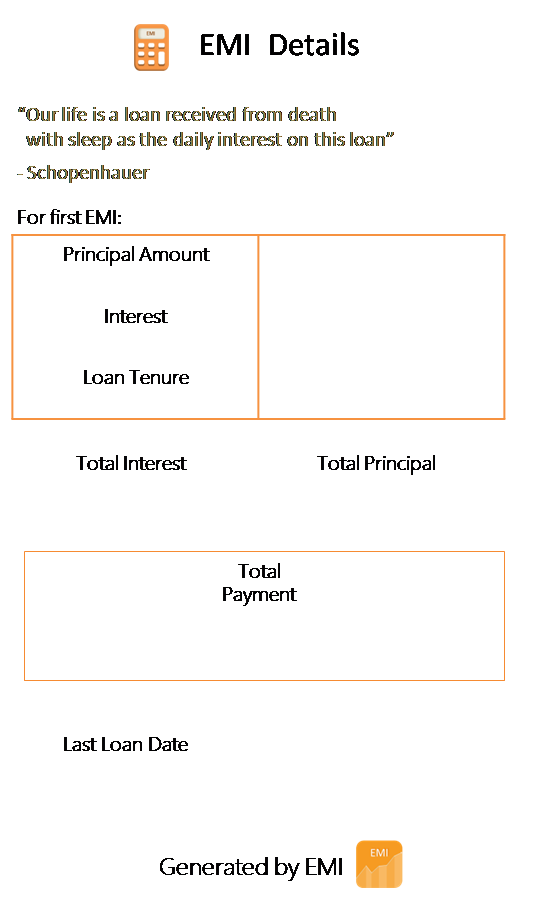 EMI
EMI Details
“Our life is a loan received from death
with sleep as the daily interest on this loan”
- Schopenhauer
For first EMI:
Principal Amount
Interest
Loan Tenure
Total Interest Total Principal
Total
Payment
Last Loan Date
Generated by EMI
EMI